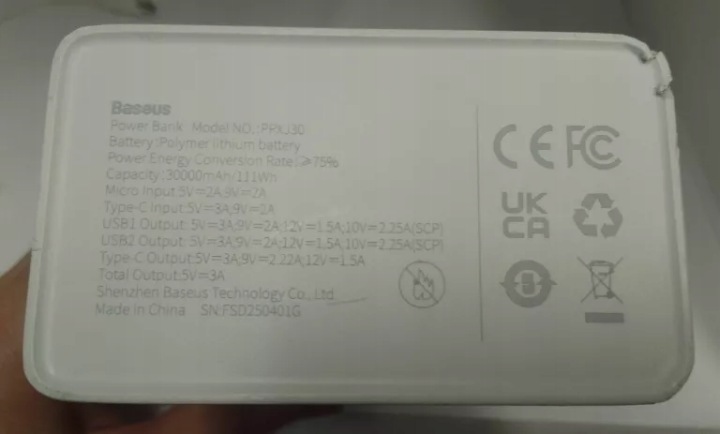 Baseus
Power Bank Model NO.:PPXJ30
Battery:Polymer lithium battery
Power Energy Conversion Rate:≥75%
Capacity:30000mAh/111Wh
Micro Input:5V=2A,9V=2A
Type-C Input:5V=3A,9V=2A
USB1 Output: 5V=3A;9V=2A;12V=1.5A;10V=2.25A(SCP)
USB2 Output: 5V=3A;9V=2A;12V=1.5A;10V=2.25A(SCP)
Type-C Output:5V=3A;9V=2.22A;12V=1.5A
Total Output:5V=3A
Shenzhen Baseus Technology Co., Ltd
Made in China SN:FSD250401G
CE FC
UK
CA